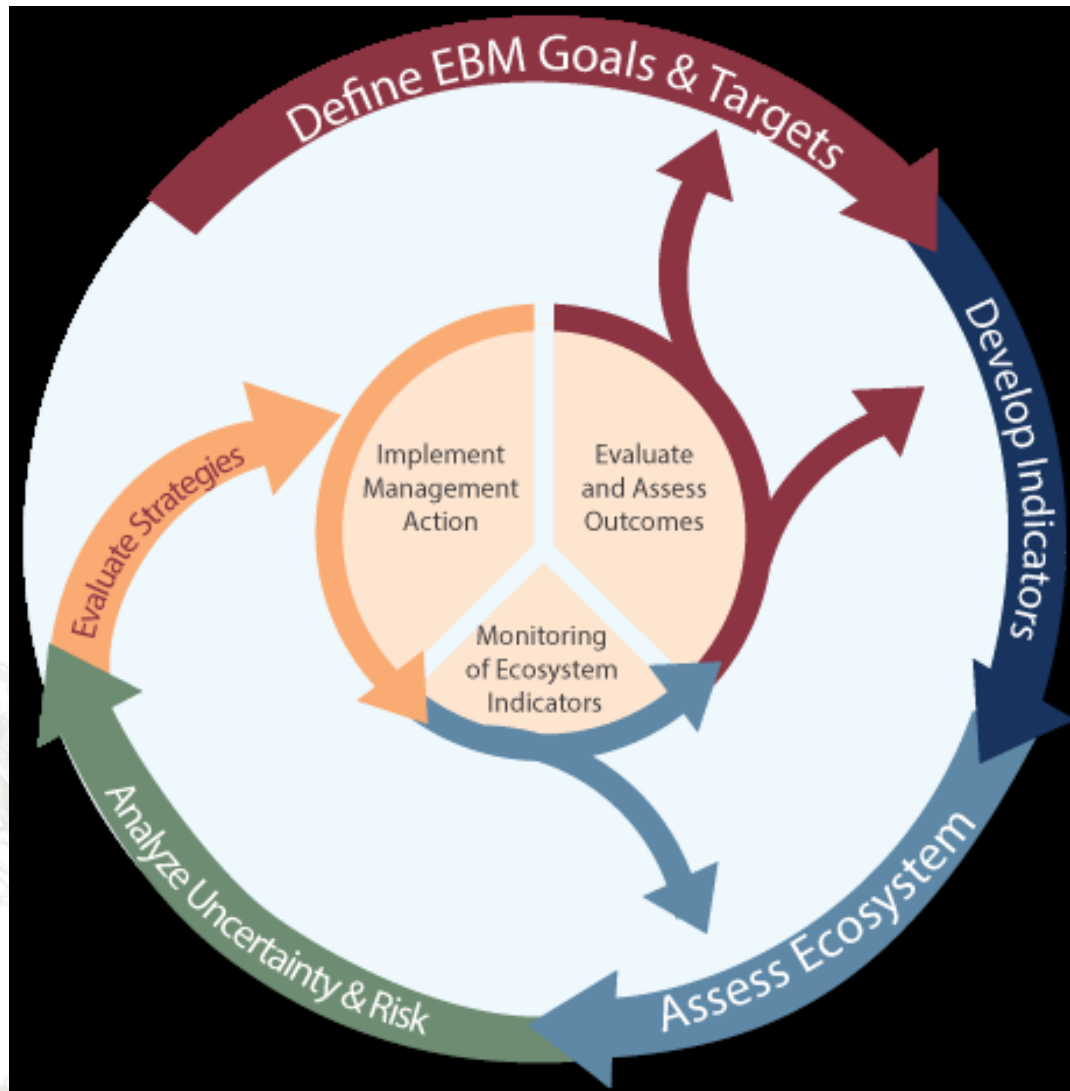 Define EBM Goals & Targets
Develop Indicators
Assess Ecosystem
Analyze Uncertainty & Risk
Evaluate Strategies
Implement
Management
Action
Evaluate
and Assess
Outcomes
Monitoring
of Ecosystem
Indicators